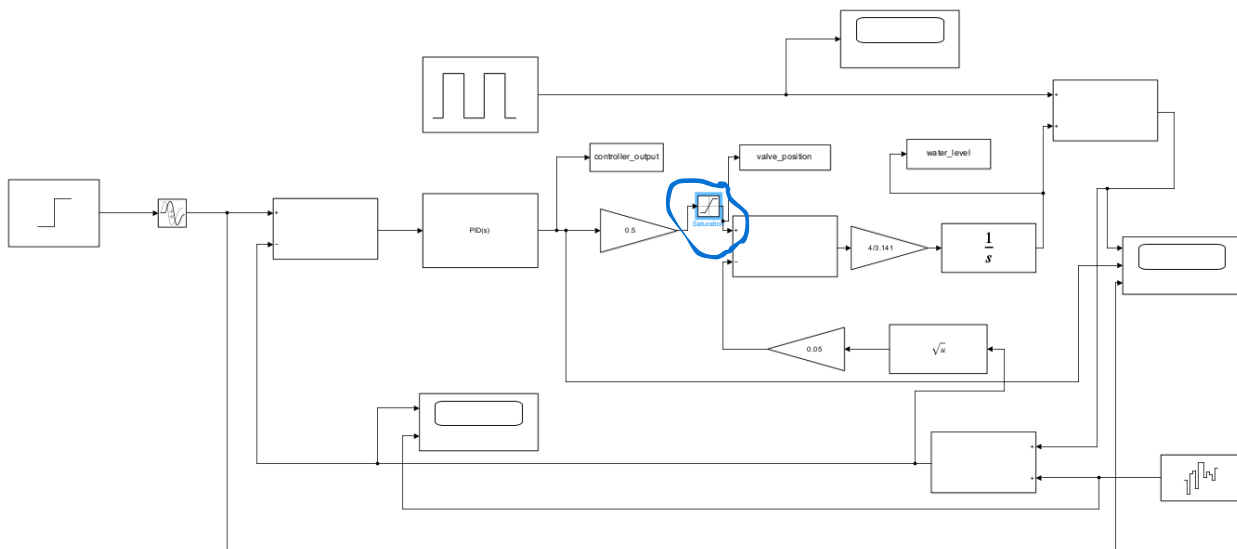 controller_output
valve_position
water_level
+
+
+
−
PID(s)
0.5
Saturation
+
−
4/3.141
1
s
0.05
√u
+
+